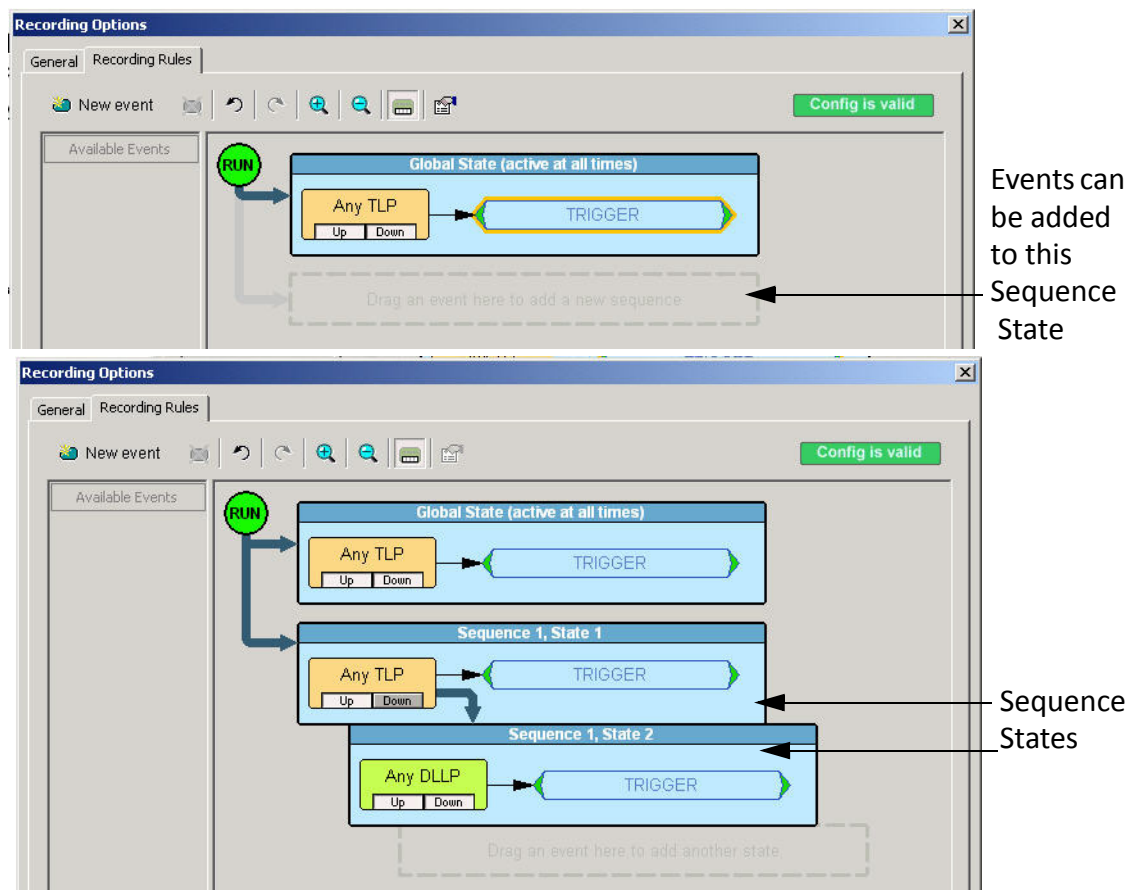 Recording Options
General Recording Rules
New event
Config is valid
Available Events
RUN
Global State (active at all times)
Any TLP
Up Down
TRIGGER
Drag an event here to add a new sequence
Events can
be added
to this
Sequence
State
Recording Options
General Recording Rules
New event
Config is valid
Available Events
RUN
Global State (active at all times)
Any TLP
Up Down
TRIGGER
Sequence 1, State 1
Any TLP
Up Down
TRIGGER
Sequence 1, State 2
Any DLLP
Up Down
TRIGGER
Drag an event here to add another state
Sequence
States